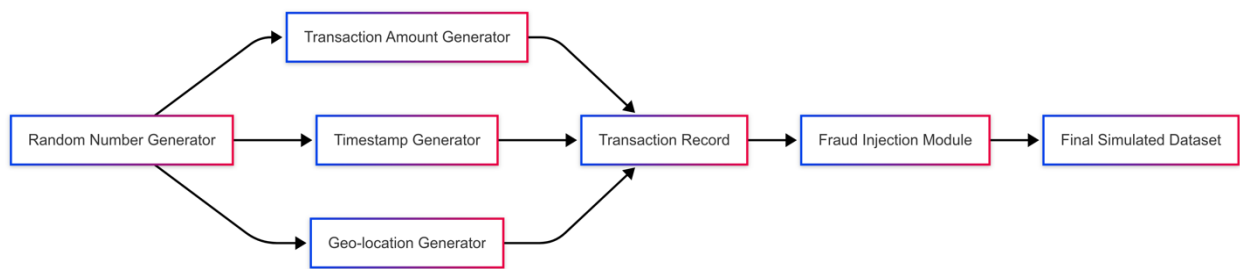 Transaction Amount Generator
Random Number Generator
Timestamp Generator
Transaction Record
Fraud Injection Module
Final Simulated Dataset
Geo-location Generator